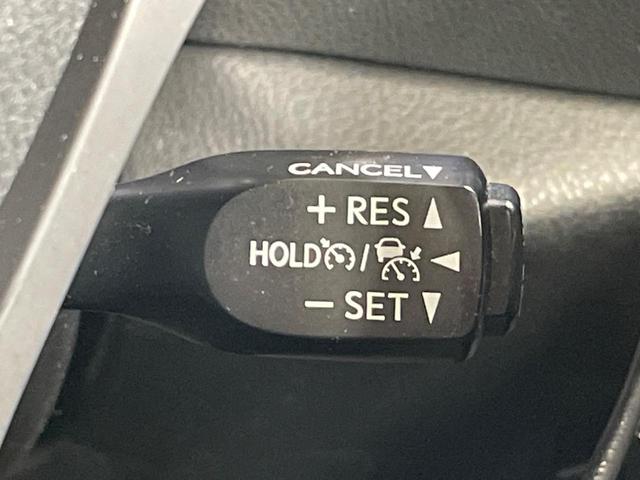 CANCEL▼
+ RES ▲
HOLD / ◀
− SET ▼